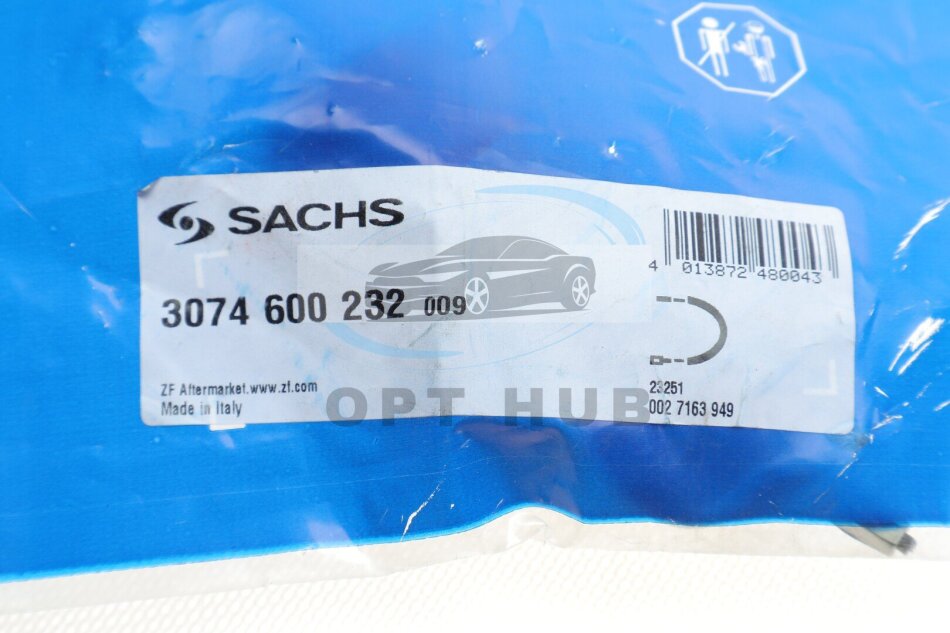 SACHS
4 013872 480043
3074 600 232 009
ZF Aftermarket.www.zf.com
Made in Italy
23251
002 7163 949
OPT HUB